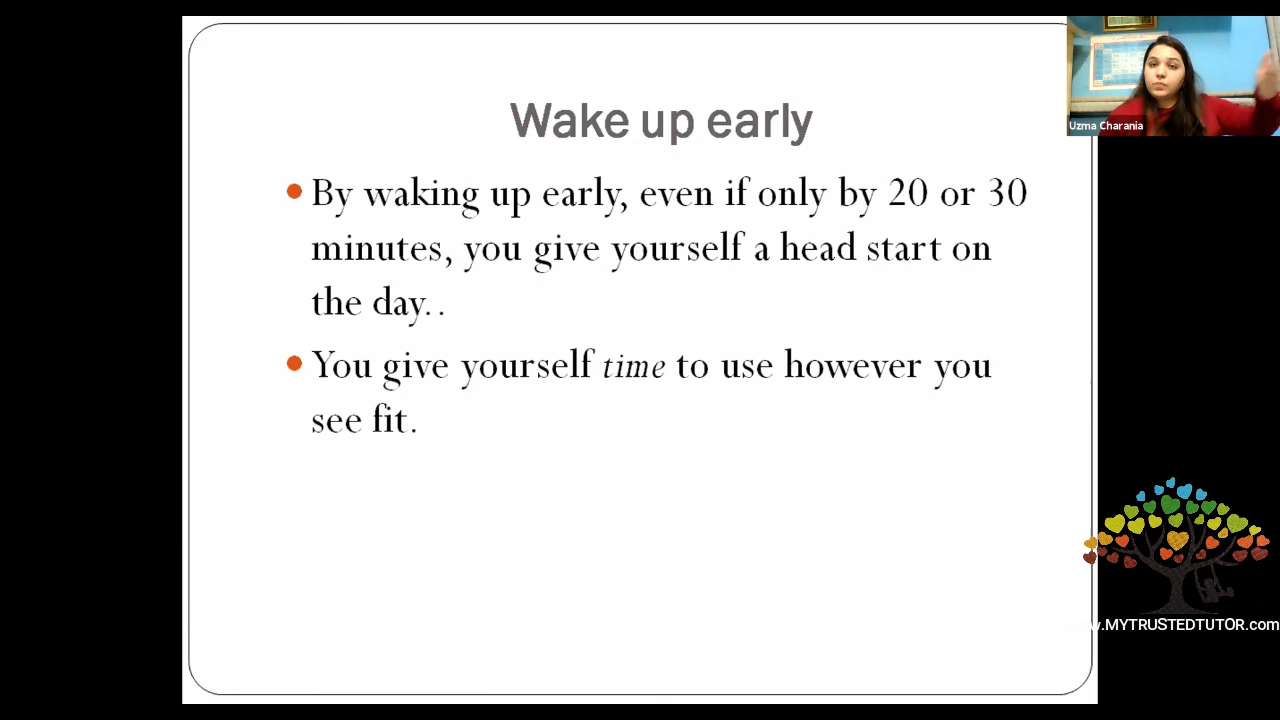 Wake up early
By waking up early, even if only by 20 or 30
minutes, you give yourself a head start on
the day. .
You give yourself time to use however you
see fit.
Uzma Charania
w.MYTRUSTEDTUTOR.com